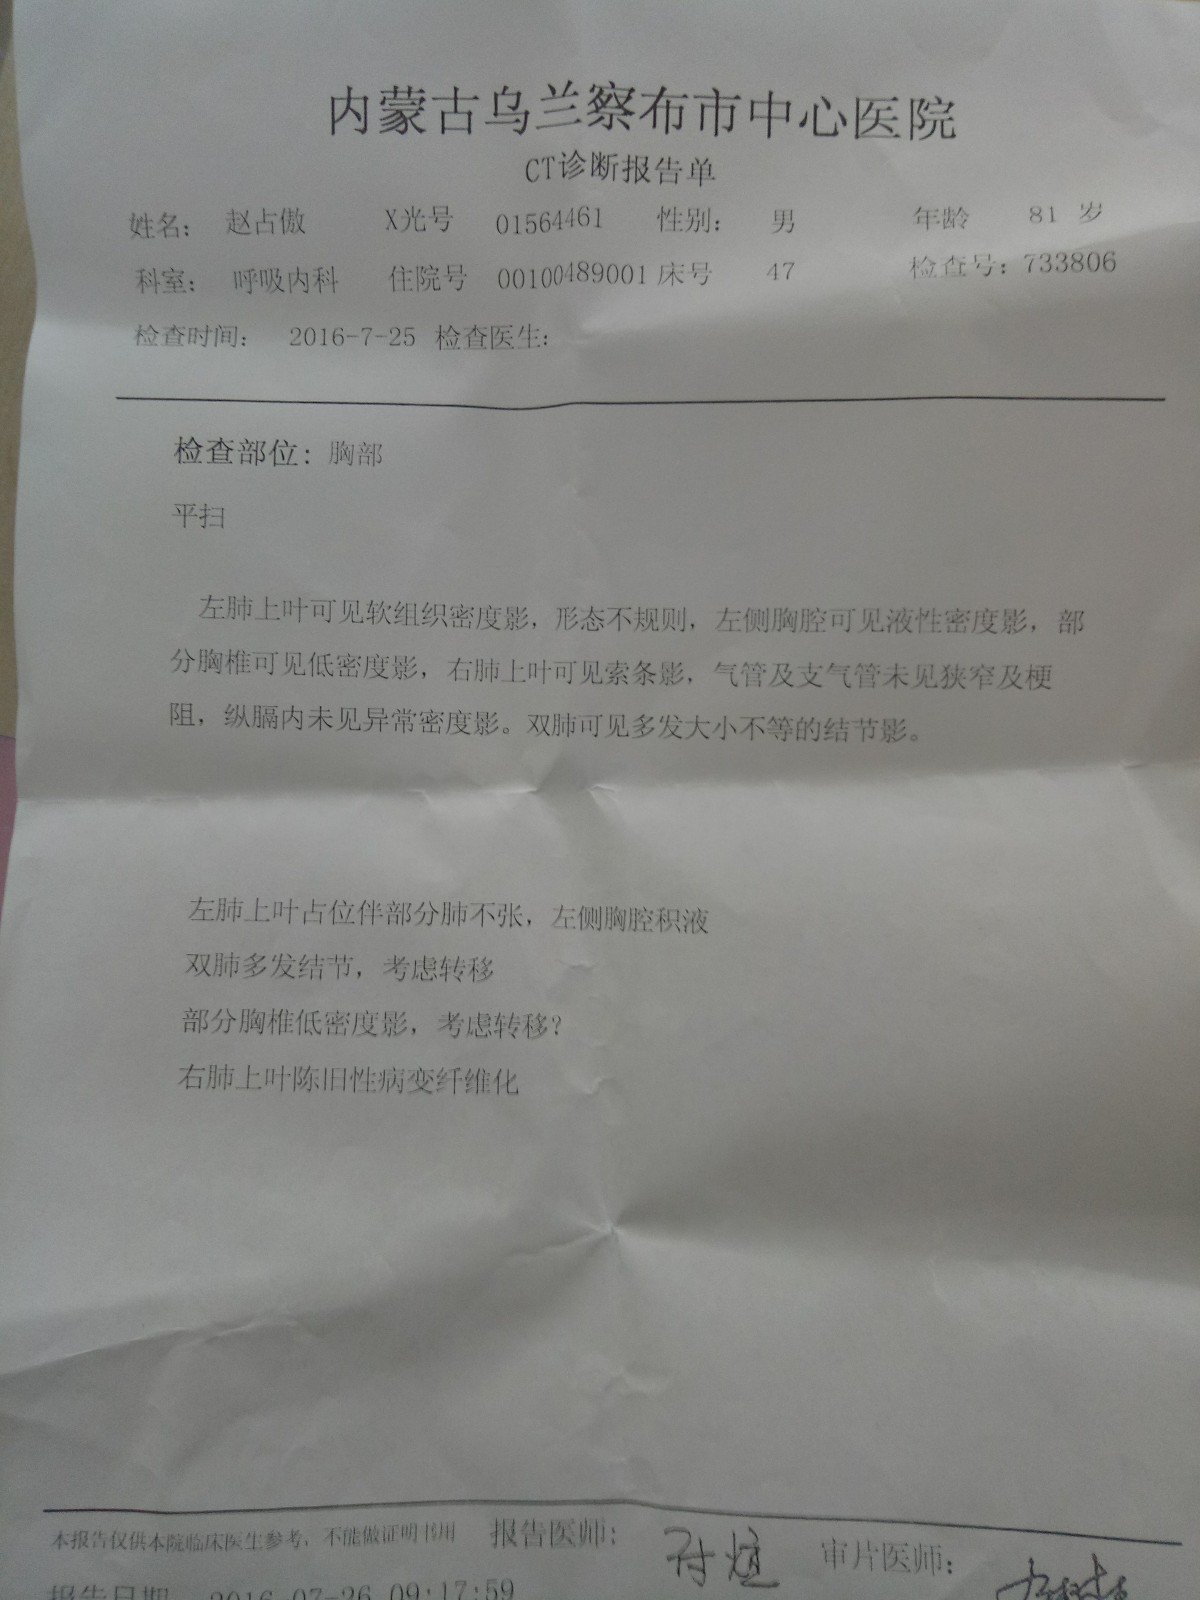 内蒙古乌兰察布市中心医院
CT诊断报告单
姓名： 赵占傲 X光号 01564461 性别： 男 年龄 81 岁
科室： 呼吸内科 住院号 00100489001 床号 47 检查号：733806
检查时间： 2016-7-25 检查医生：
检查部位：胸部
平扫
左肺上叶可见软组织密度影，形态不规则，左侧胸腔可见液性密度影，部
分胸椎可见低密度影，右肺上叶可见索条影，气管及支气管未见狭窄及梗
阻，纵膈内未见异常密度影。双肺可见多发大小不等的结节影。
左肺上叶占位伴部分肺不张，左侧胸腔积液
双肺多发结节，考虑转移
部分胸椎低密度影，考虑转移?
右肺上叶陈旧性病变纤维化
本报告仅供本院临床医生参考，不能做证明书用 报告医师： 审片医师：
报告日期 2016-07-26 09:17:59